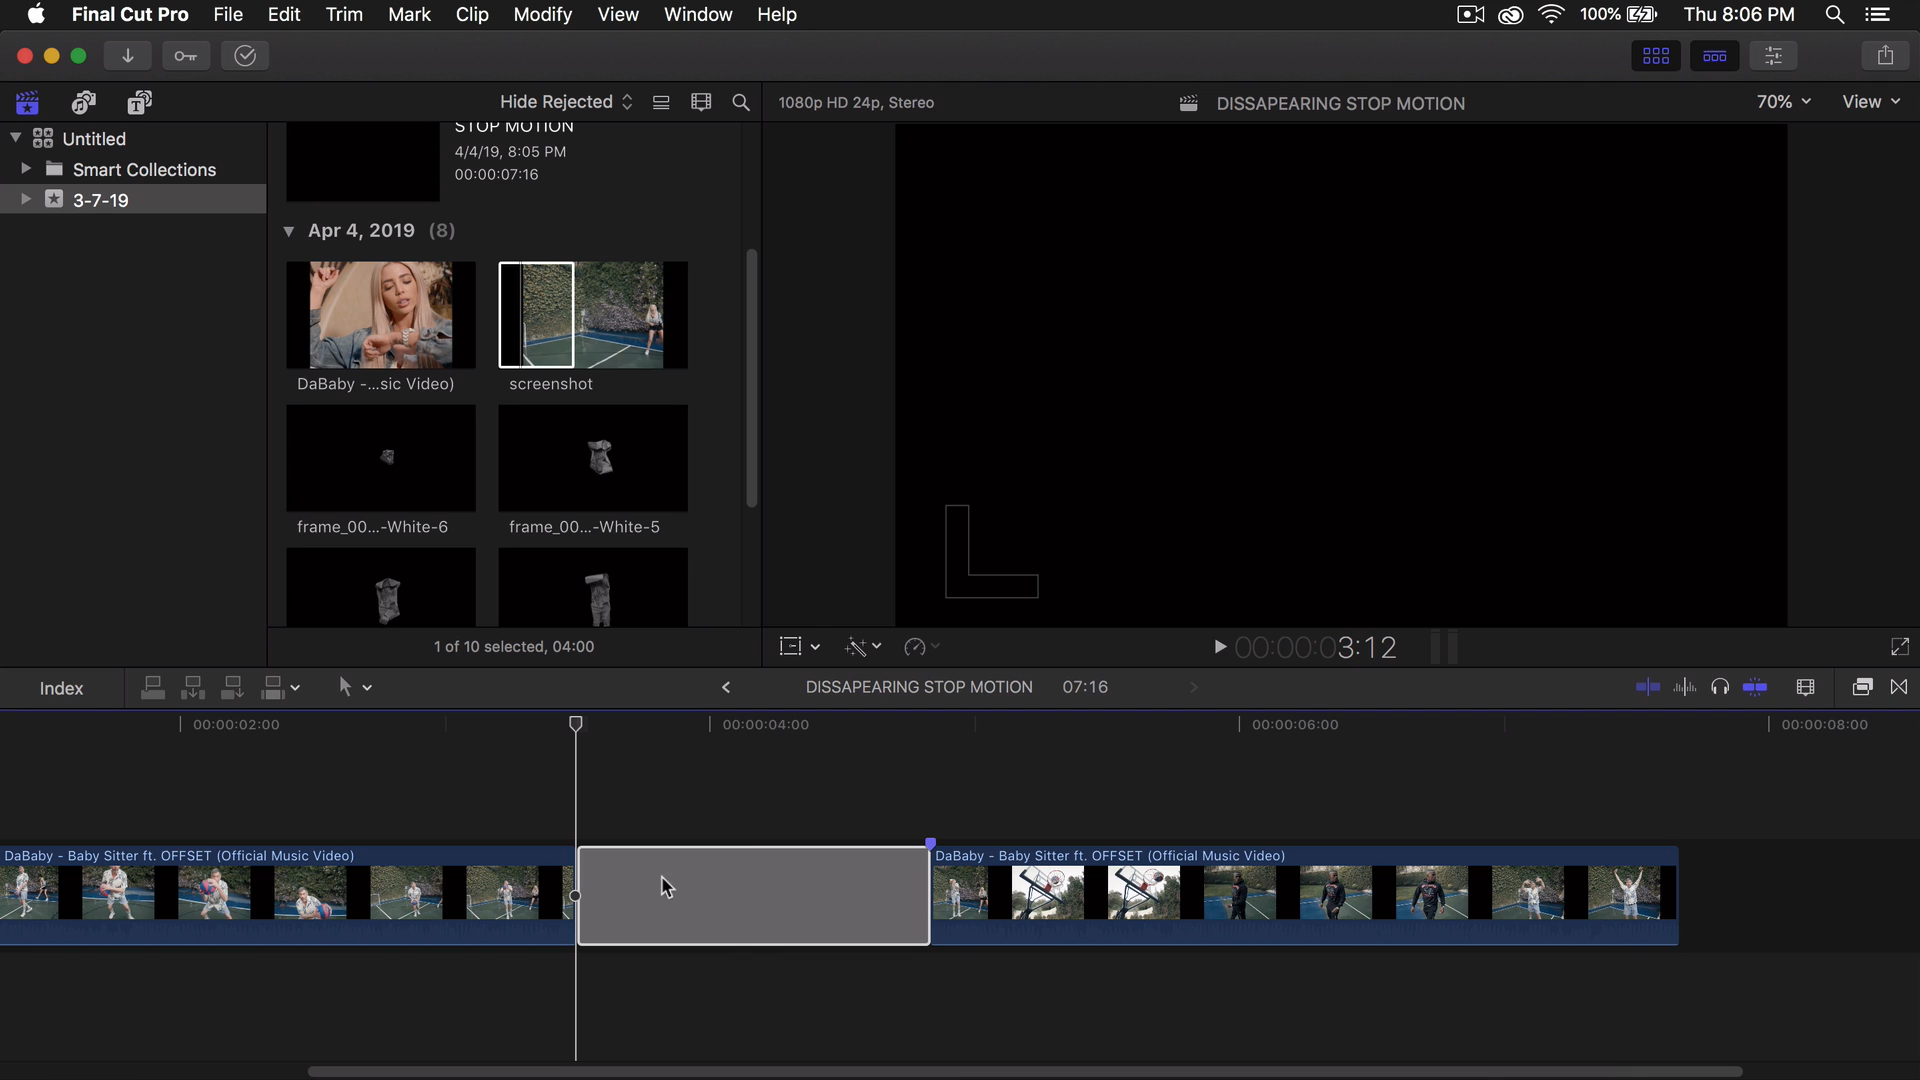 Final Cut Pro File Edit Trim Mark Clip Modify View Window Help 100% Thu 8:06 PM
Hide Rejected 1080p HD 24p, Stereo DISSAPEARING STOP MOTION 70% View
Untitled
Smart Collections
3-7-19
STOP MOTION
4/4/19, 8:05 PM
00:00:07:16
Apr 4, 2019 (8)
DaBaby -...sic Video) screenshot
frame_00...-White-6 frame_00...-White-5
1 of 10 selected, 04:00 00:00:03:12
Index DISSAPEARING STOP MOTION 07:16
00:00:02:00 00:00:04:00 00:00:06:00 00:00:08:00
DaBaby - Baby Sitter ft. OFFSET (Official Music Video) DaBaby - Baby Sitter ft. OFFSET (Official Music Video)